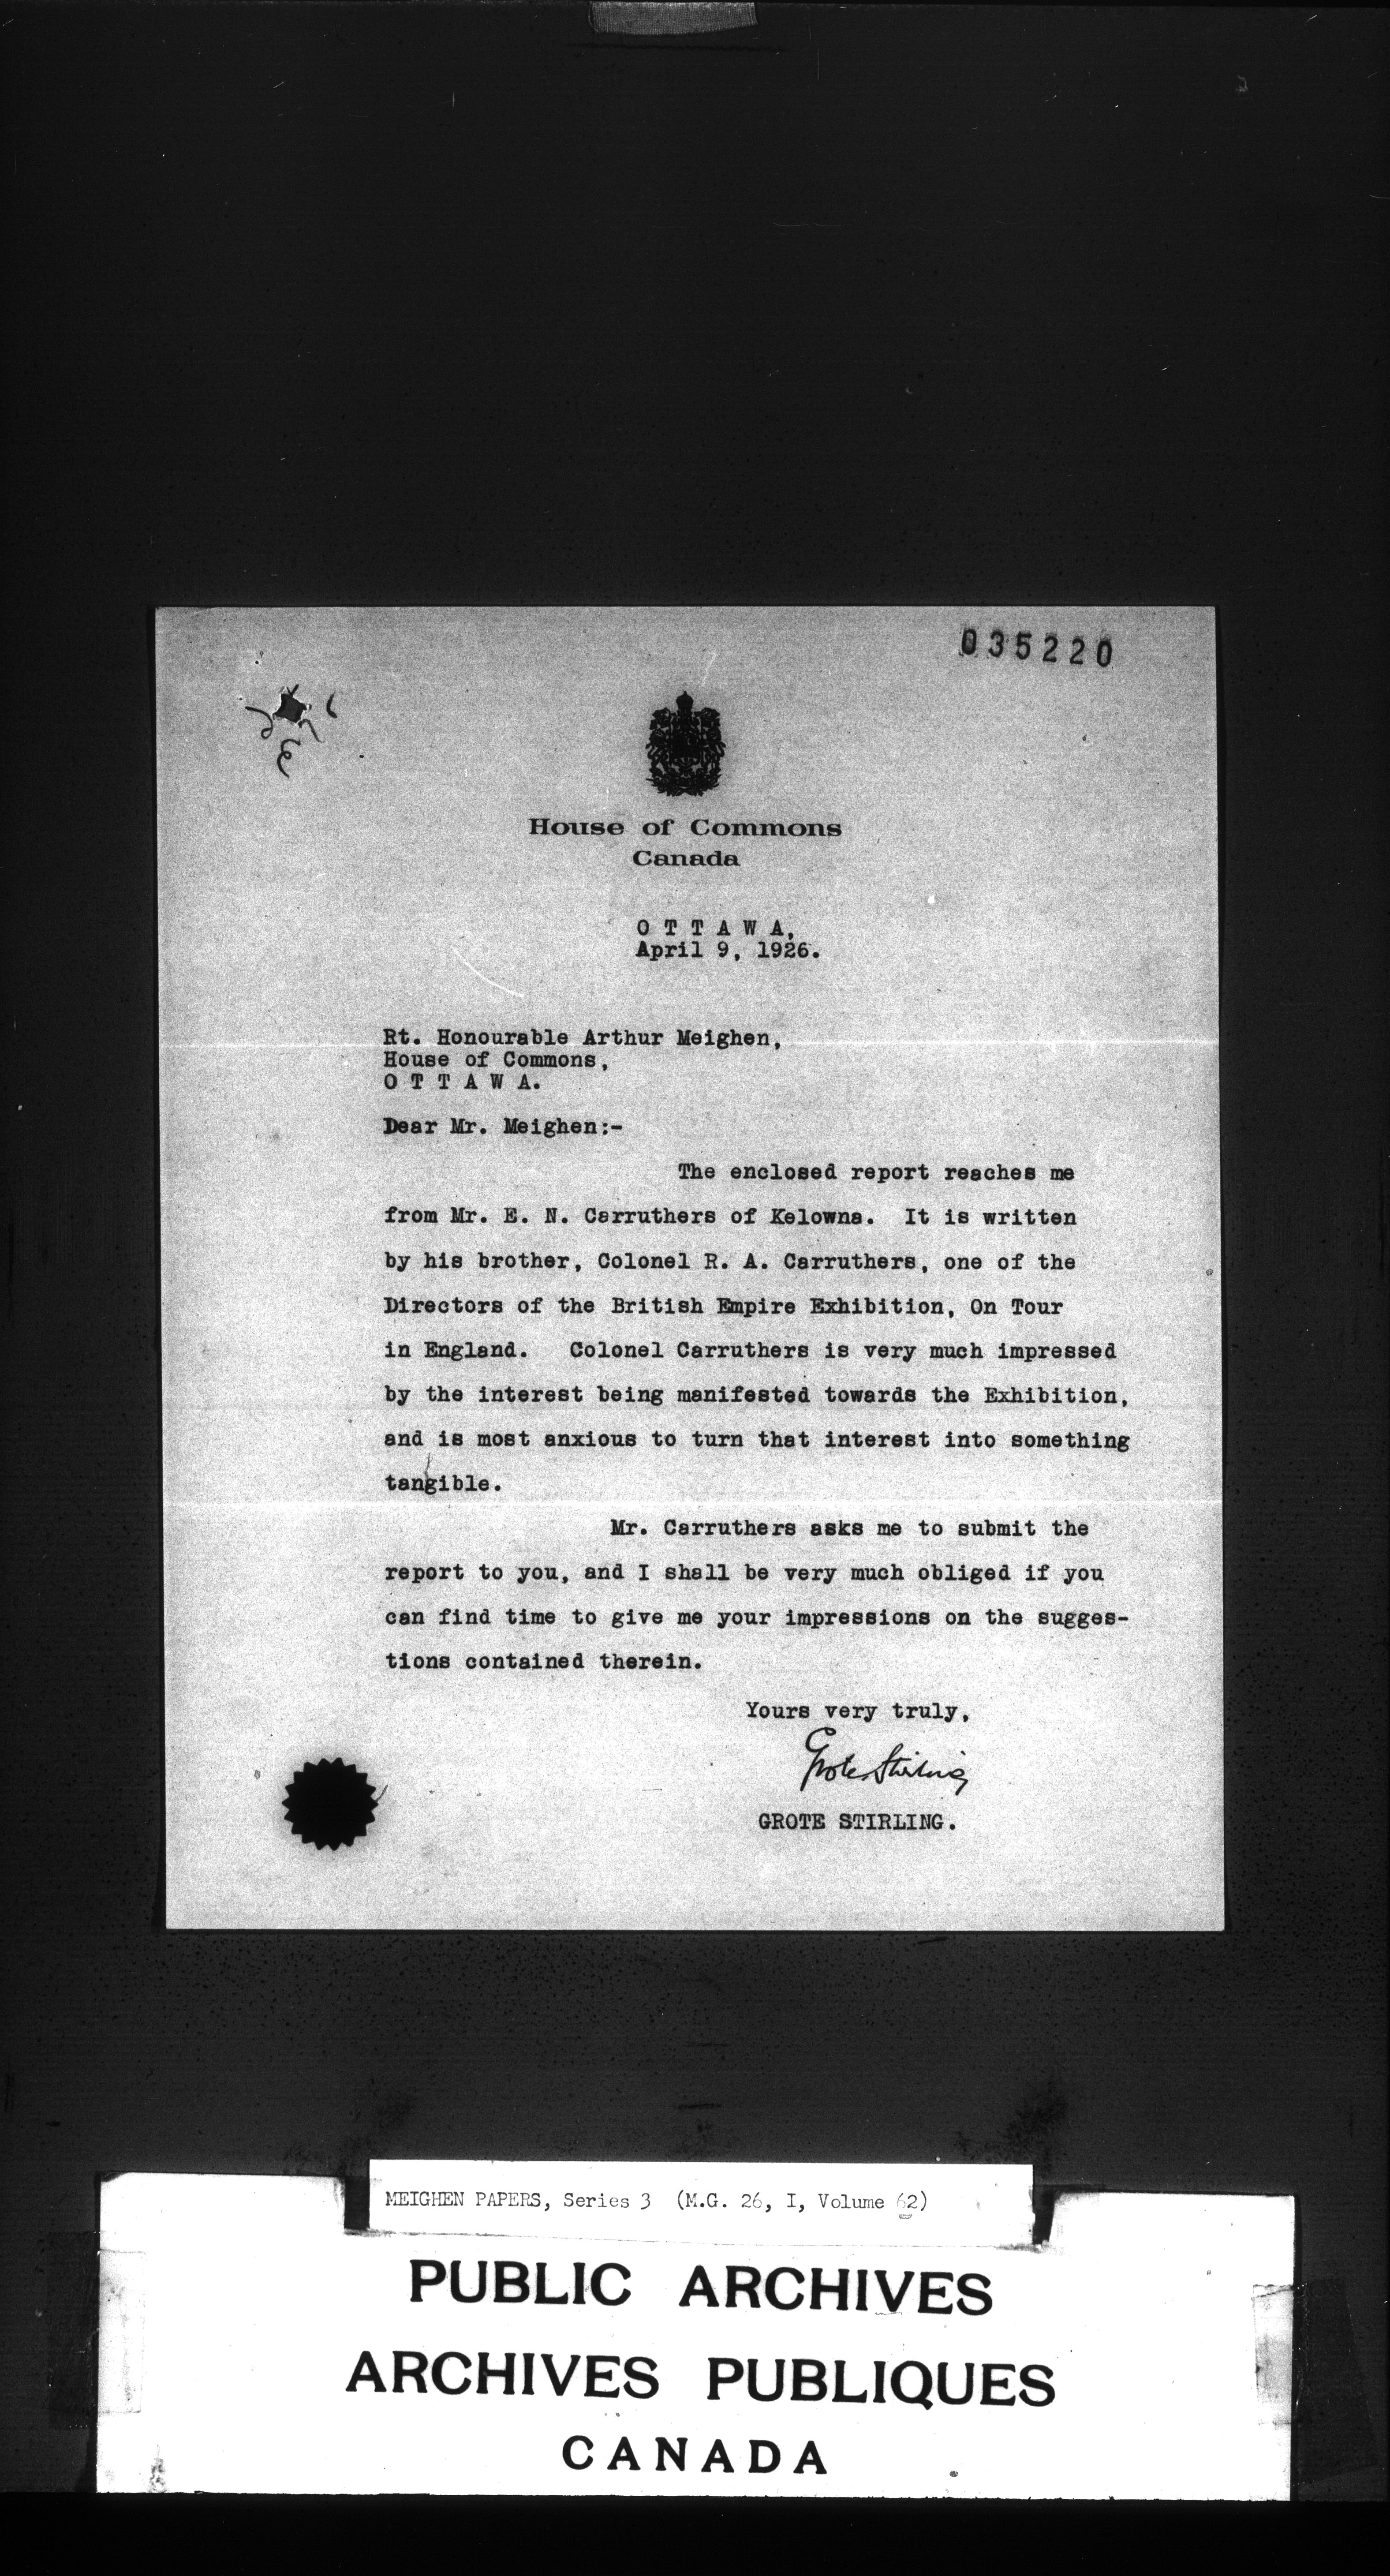 035220
House of Commons
Canada
O T T A W A,
April 9, 1926.
Rt. Honourable Arthur Meighen,
House of Commons,
O T T A W A.
Dear Mr. Meighen:-
The enclosed report reaches me
from Mr. E. N. Carruthers of Kelowna. It is written
by his brother, Colonel R. A. Carruthers, one of the
Directors of the British Empire Exhibition, On Tour
in England. Colonel Carruthers is very much impressed
by the interest being manifested towards the Exhibition,
and is most anxious to turn that interest into something
tangible.
Mr. Carruthers asks me to submit the
report to you, and I shall be very much obliged if you
can find time to give me your impressions on the sugges-
tions contained therein.
Yours very truly,
Grote Stirling
GROTE STIRLING.
MEIGHEN PAPERS, Series 3 (M.G. 26, I, Volume 62)
PUBLIC ARCHIVES
ARCHIVES PUBLIQUES
CANADA